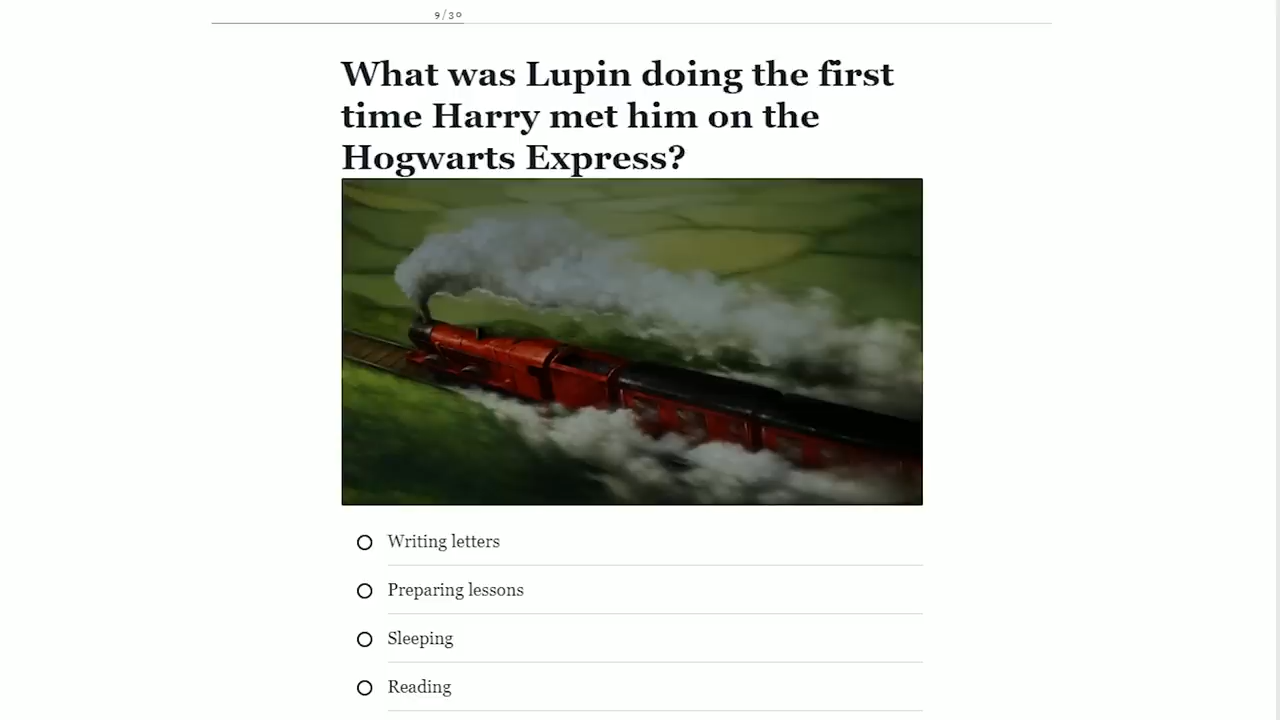 9/30
What was Lupin doing the first
time Harry met him on the
Hogwarts Express?
Writing letters
Preparing lessons
Sleeping
Reading